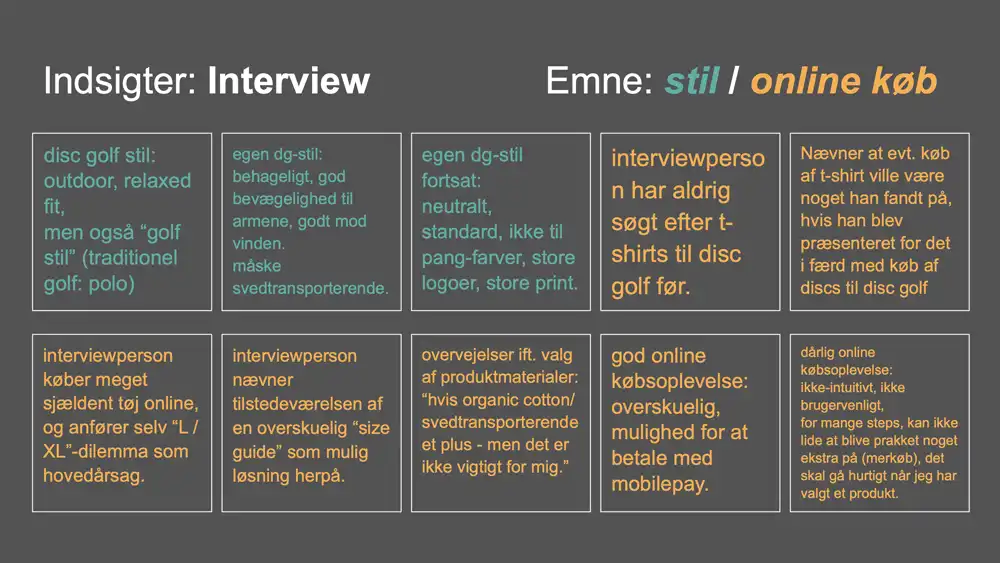 Indsigter: Interview
Emne: stil / online køb
disc golf stil:
outdoor, relaxed
fit,
men også “golf
stil” (traditionel
golf: polo)
egen dg-stil:
behageligt, god
bevægelighed til
armene, godt mod
vinden.
måske
svedtransporterende.
egen dg-stil
fortsat:
neutralt,
standard, ikke til
pang-farver, store
logoer, store print.
interviewperso
n har aldrig
søgt efter t-
shirts til disc
golf før.
Nævner at evt. køb
af t-shirt ville være
noget han fandt på,
hvis han blev
præsenteret for det
i færd med køb af
discs til disc golf
interviewperson
køber meget
sjældent tøj online,
og anfører selv “L /
XL”-dilemma som
hovedårsag.
interviewperson
nævner
tilstedeværelsen af
en overskuelig “size
guide” som mulig
løsning herpå.
overvejelser ift. valg
af produktmaterialer:
“hvis organic cotton/
svedtransporterende
et plus - men det er
ikke vigtigt for mig.”
god online
købsoplevelse:
overskuelig,
mulighed for at
betale med
mobilepay.
dårlig online
købsoplevelse:
ikke-intuitivt, ikke
brugervenligt,
for mange steps, kan ikke
lide at blive prakket noget
ekstra på (merkøb), det
skal gå hurtigt når jeg har
valgt et produkt.